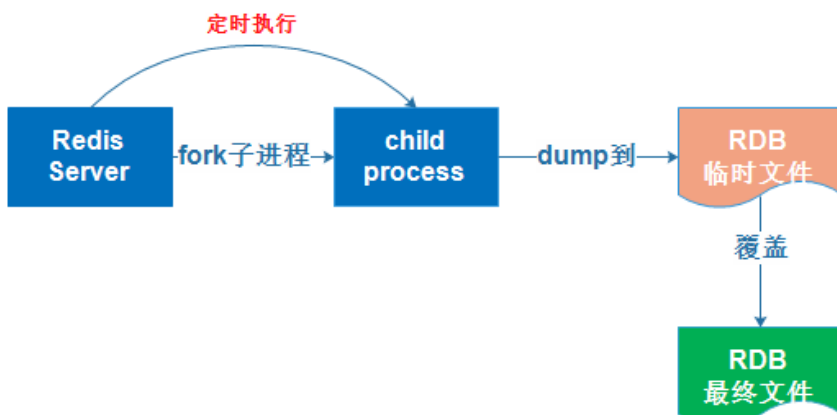 定时执行
Redis
Server
fork子进程
child
process
dump到
RDB
临时文件
覆盖
RDB
最终文件